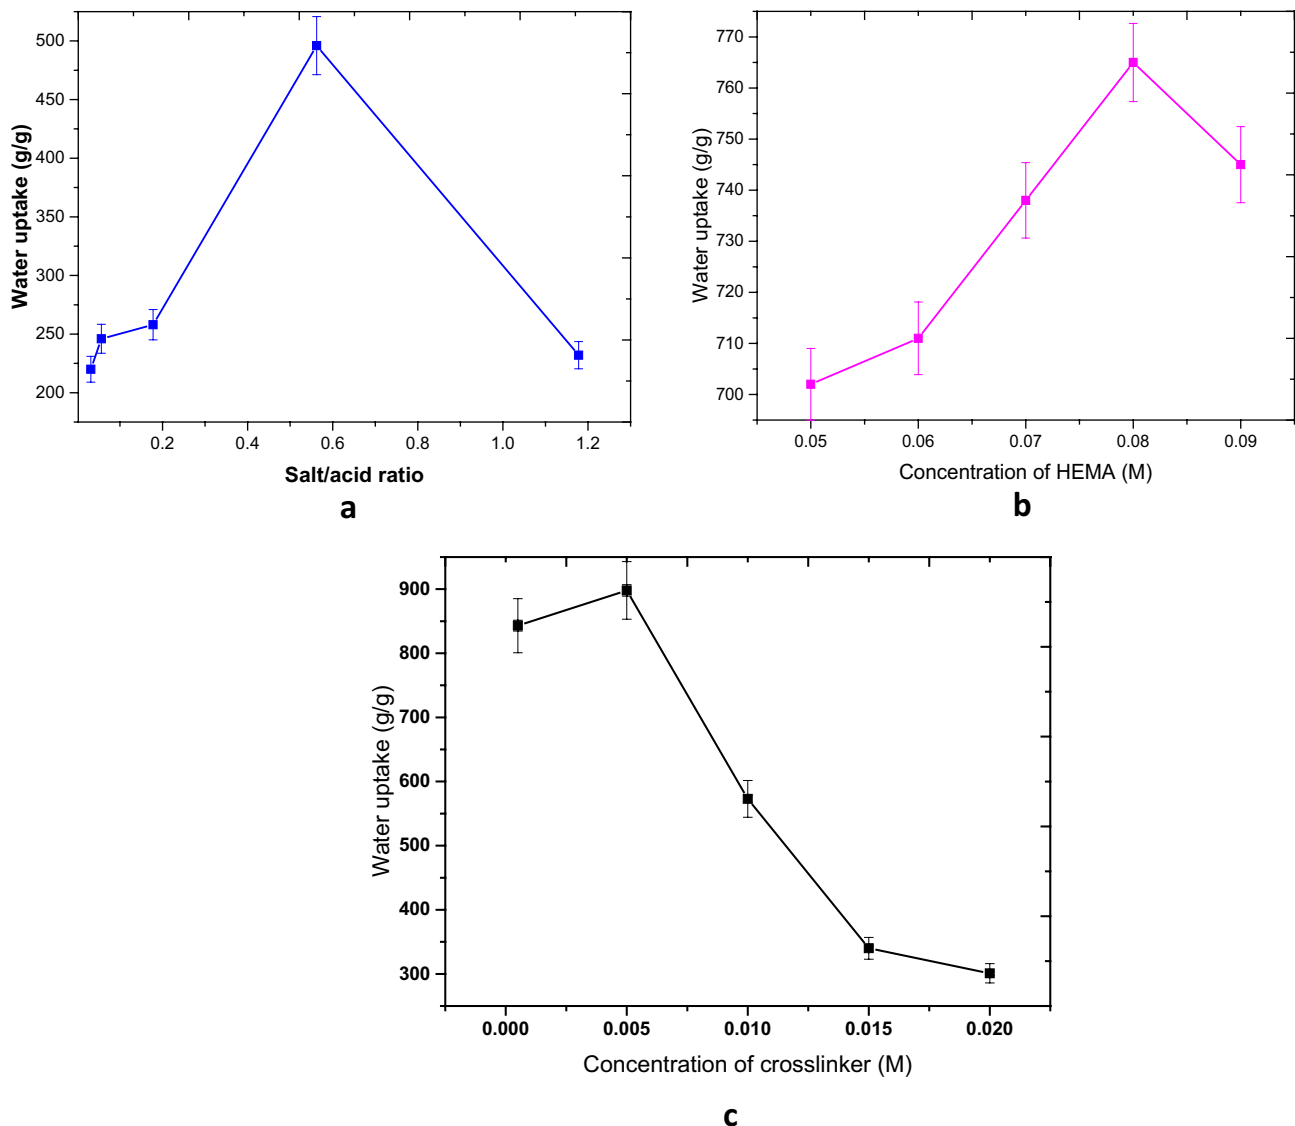 500
450
400
350
300
250
200
Water uptake (g/g)
0.2 0.4 0.6 0.8 1.0 1.2
Salt/acid ratio
a
770
760
750
740
730
720
710
700
Water uptake (g/g)
0.05 0.06 0.07 0.08 0.09
Concentration of HEMA (M)
b
900
800
700
600
500
400
300
Water uptake (g/g)
0.000 0.005 0.010 0.015 0.020
Concentration of crosslinker (M)
c